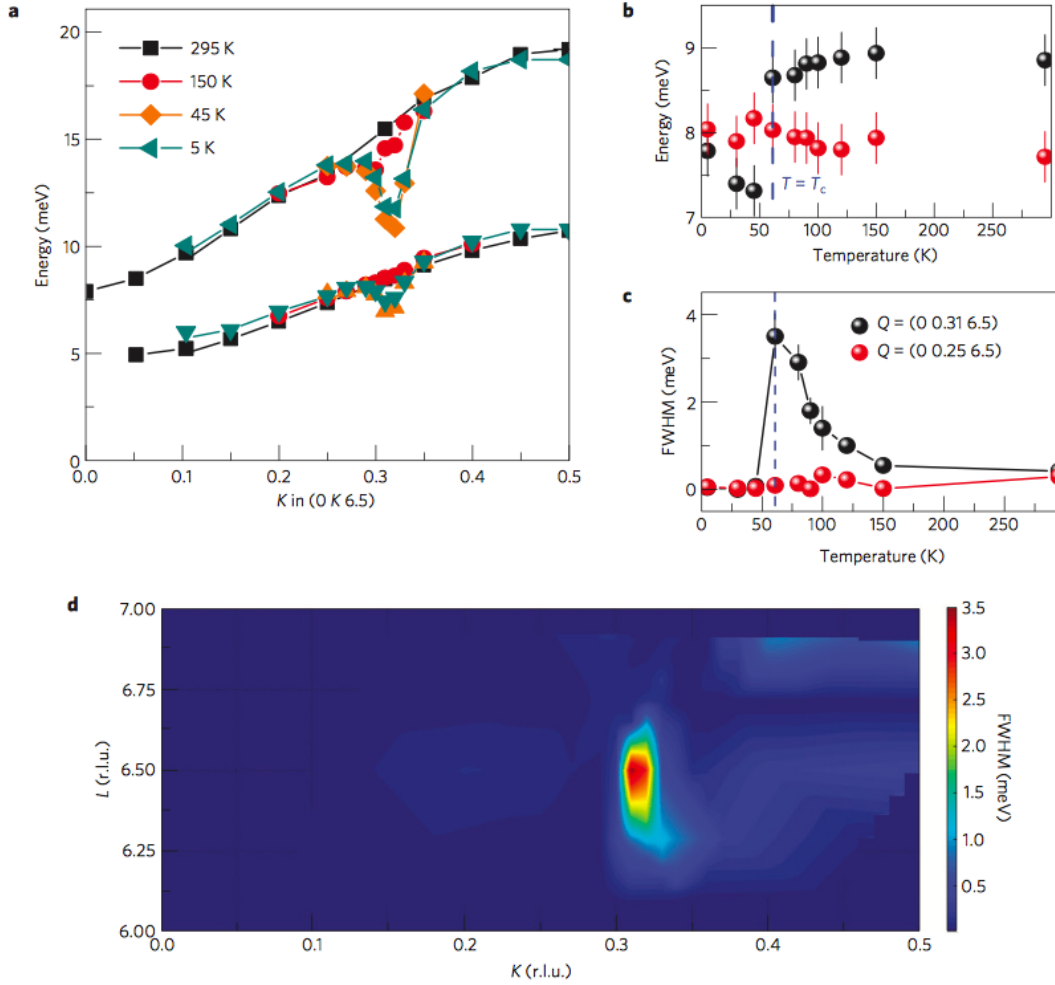 a
20
15
10
5
0
Energy (meV)
295 K
150 K
45 K
5 K
0.0 0.1 0.2 0.3 0.4 0.5
K in (0 K 6.5)
b
9
8
7
Energy (meV)
T = Tc
0 50 100 150 200 250
Temperature (K)
c
4
2
0
FWHM (meV)
Q = (0 0.31 6.5)
Q = (0 0.25 6.5)
0 50 100 150 200 250
Temperature (K)
d
7.00
6.75
6.50
6.25
6.00
L (r.l.u.)
0.0 0.1 0.2 0.3 0.4 0.5
K (r.l.u.)
3.5
3.0
2.5
2.0
1.5
1.0
0.5
FWHM (meV)